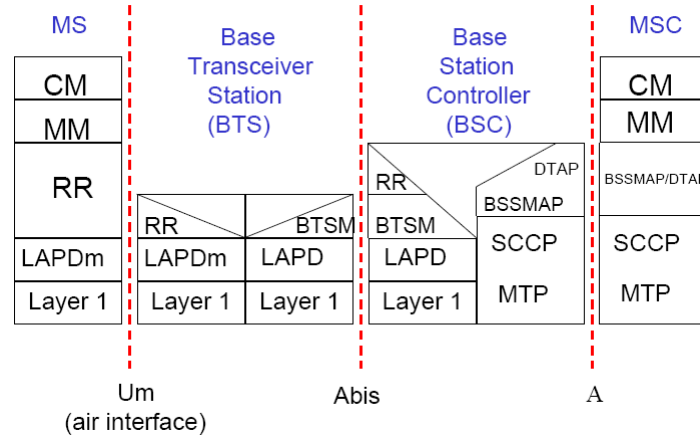 MS
Base
Transceiver
Station
(BTS)
Base
Station
Controller
(BSC)
MSC
CM
MM
RR
LAPDm
Layer 1
RR
BTSM
LAPDm
LAPD
Layer 1
Layer 1
RR
BTSM
LAPD
Layer 1
DTAP
BSSMAP
SCCP
MTP
CM
MM
BSSMAP/DTAP
SCCP
MTP
Um
(air interface)
Abis
A